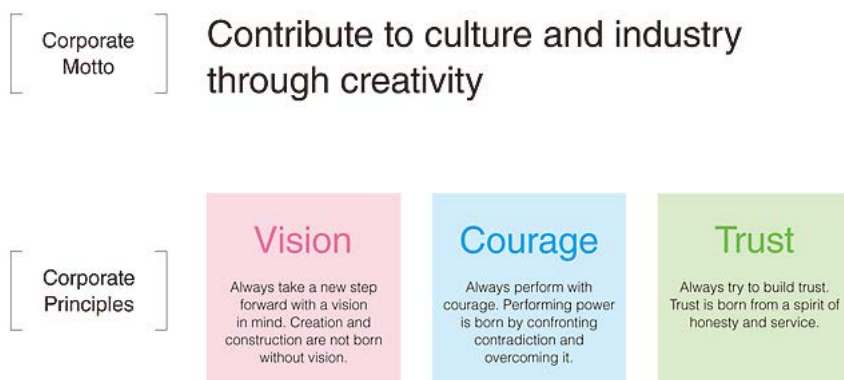 Corporate
Motto
Contribute to culture and industry
through creativity
Corporate
Principles
Vision
Always take a new step
forward with a vision
in mind. Creation and
construction are not born
without vision.
Courage
Always perform with
courage. Performing power
is born by confronting
contradiction and
overcoming it.
Trust
Always try to build trust.
Trust is born from a spirit of
honesty and service.